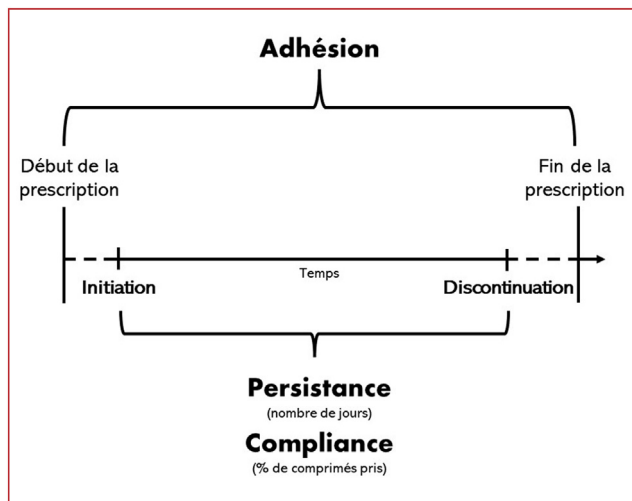 Adhésion
Début de la
prescription
Fin de la
prescription
Temps
Initiation
Discontinuation
Persistance
(nombre de jours)
Compliance
(% de comprimés pris)